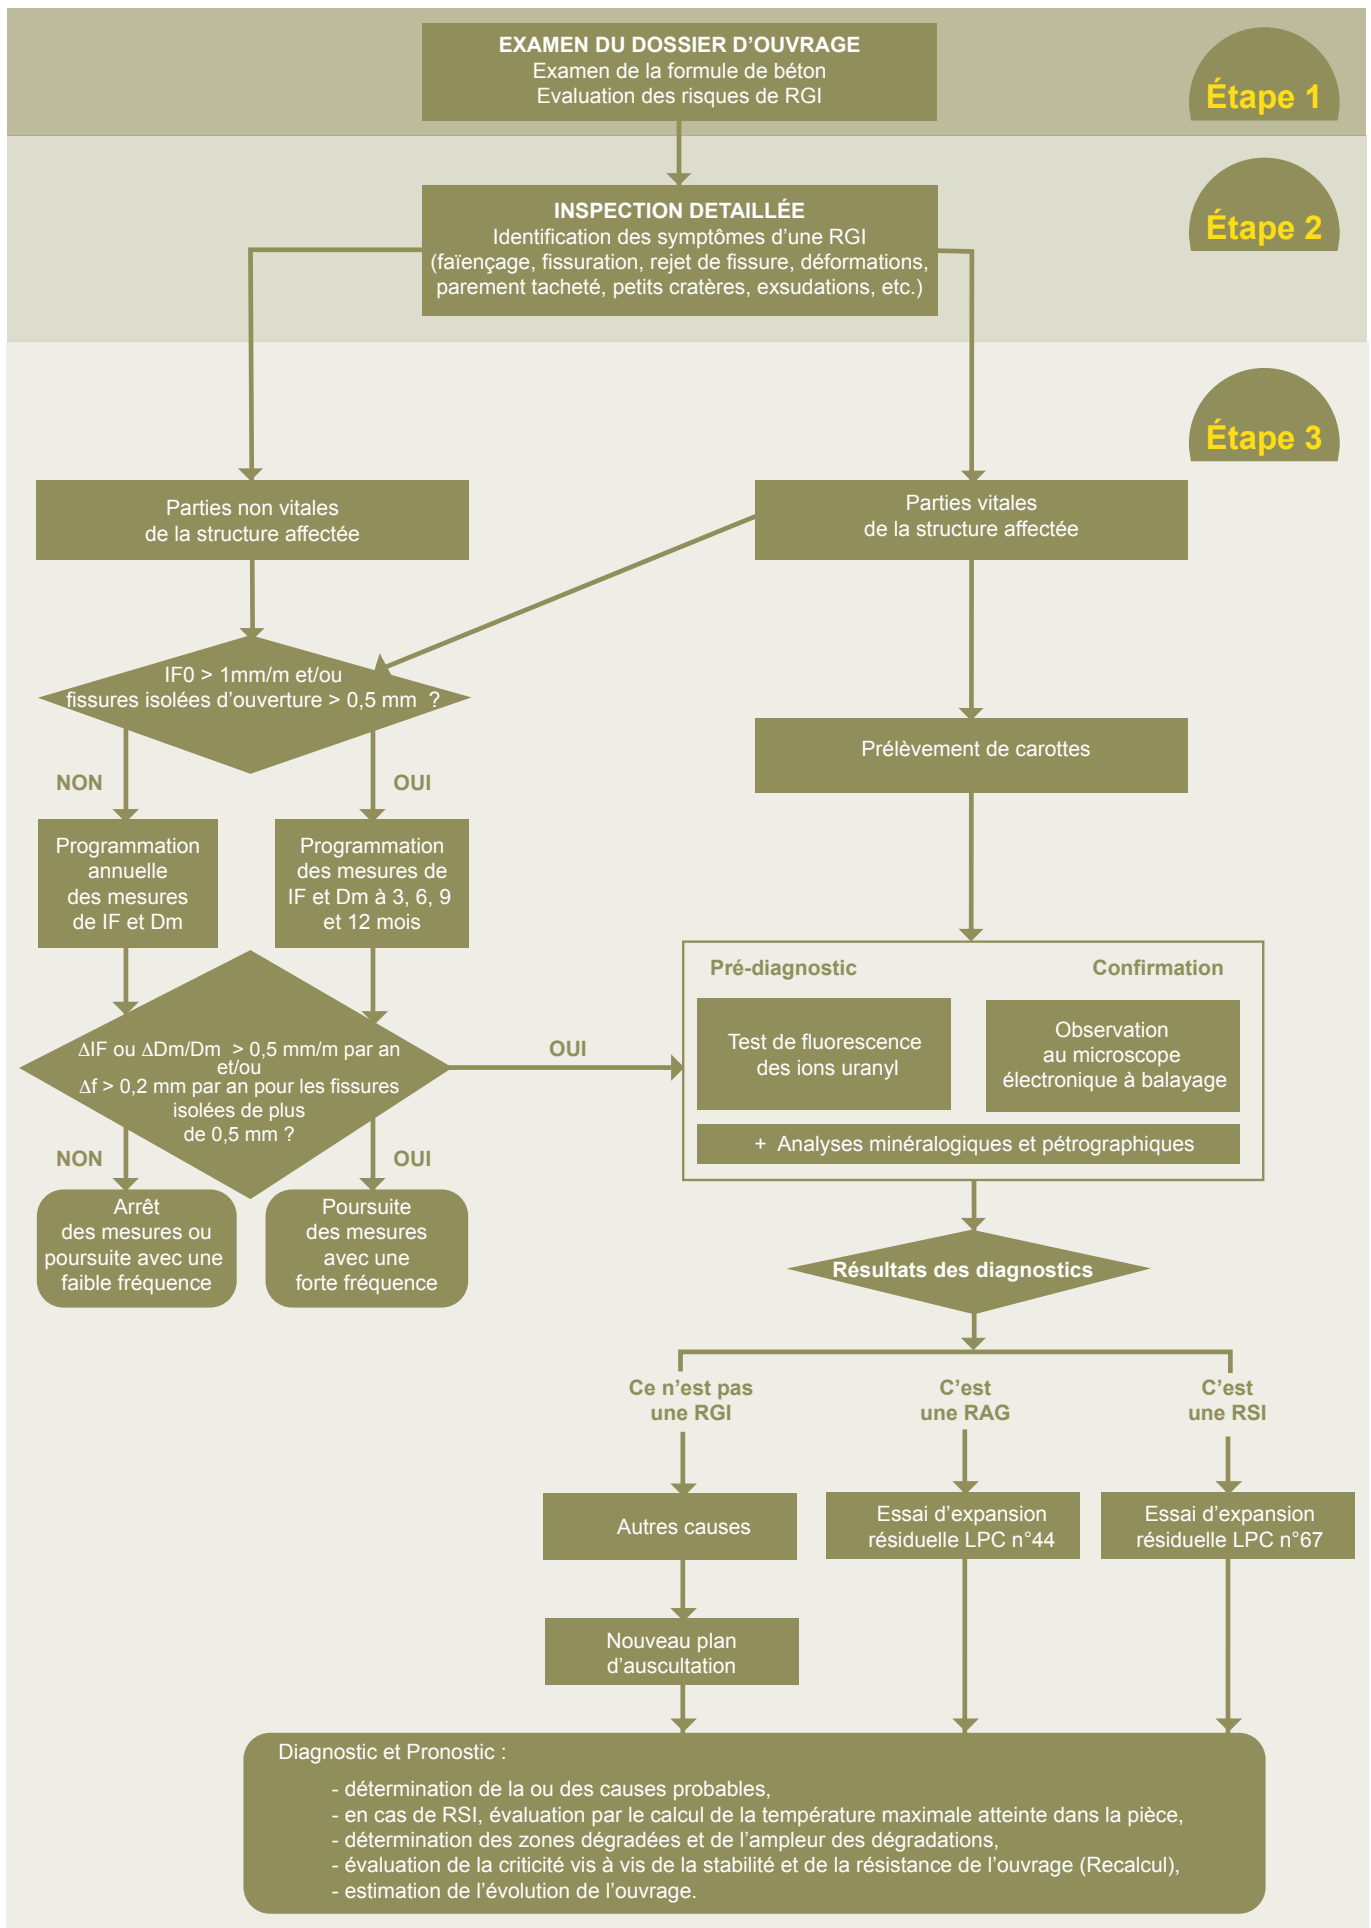 EXAMEN DU DOSSIER D’OUVRAGE
Examen de la formule de béton
Evaluation des risques de RGI
Étape 1
INSPECTION DETAILLÉE
Identification des symptômes d’une RGI
(faïençage, fissuration, rejet de fissure, déformations,
parement tacheté, petits cratères, exsudations, etc.)
Étape 2
Étape 3
Parties non vitales
de la structure affectée
Parties vitales
de la structure affectée
IF0 > 1mm/m et/ou
fissures isolées d’ouverture > 0,5 mm ?
Prélèvement de carottes
NON
OUI
Programmation
annuelle
des mesures
de IF et Dm
Programmation
des mesures de
IF et Dm à 3, 6, 9
et 12 mois
Pré-diagnostic
Confirmation
Test de fluorescence
des ions uranyl
Observation
au microscope
électronique à balayage
+ Analyses minéralogiques et pétrographiques
ΔIF ou ΔDm/Dm > 0,5 mm/m par an
et/ou
Δf > 0,2 mm par an pour les fissures
isolées de plus
de 0,5 mm ?
OUI
NON
OUI
Arrêt
des mesures ou
poursuite avec une
faible fréquence
Poursuite
des mesures
avec une
forte fréquence
Résultats des diagnostics
Ce n’est pas
une RGI
C’est
une RAG
C’est
une RSI
Autres causes
Essai d’expansion
résiduelle LPC n°44
Essai d’expansion
résiduelle LPC n°67
Nouveau plan
d’auscultation
Diagnostic et Pronostic :
- détermination de la ou des causes probables,
- en cas de RSI, évaluation par le calcul de la température maximale atteinte dans la pièce,
- détermination des zones dégradées et de l’ampleur des dégradations,
- évaluation de la criticité vis à vis de la stabilité et de la résistance de l’ouvrage (Recalcul),
- estimation de l’évolution de l’ouvrage.